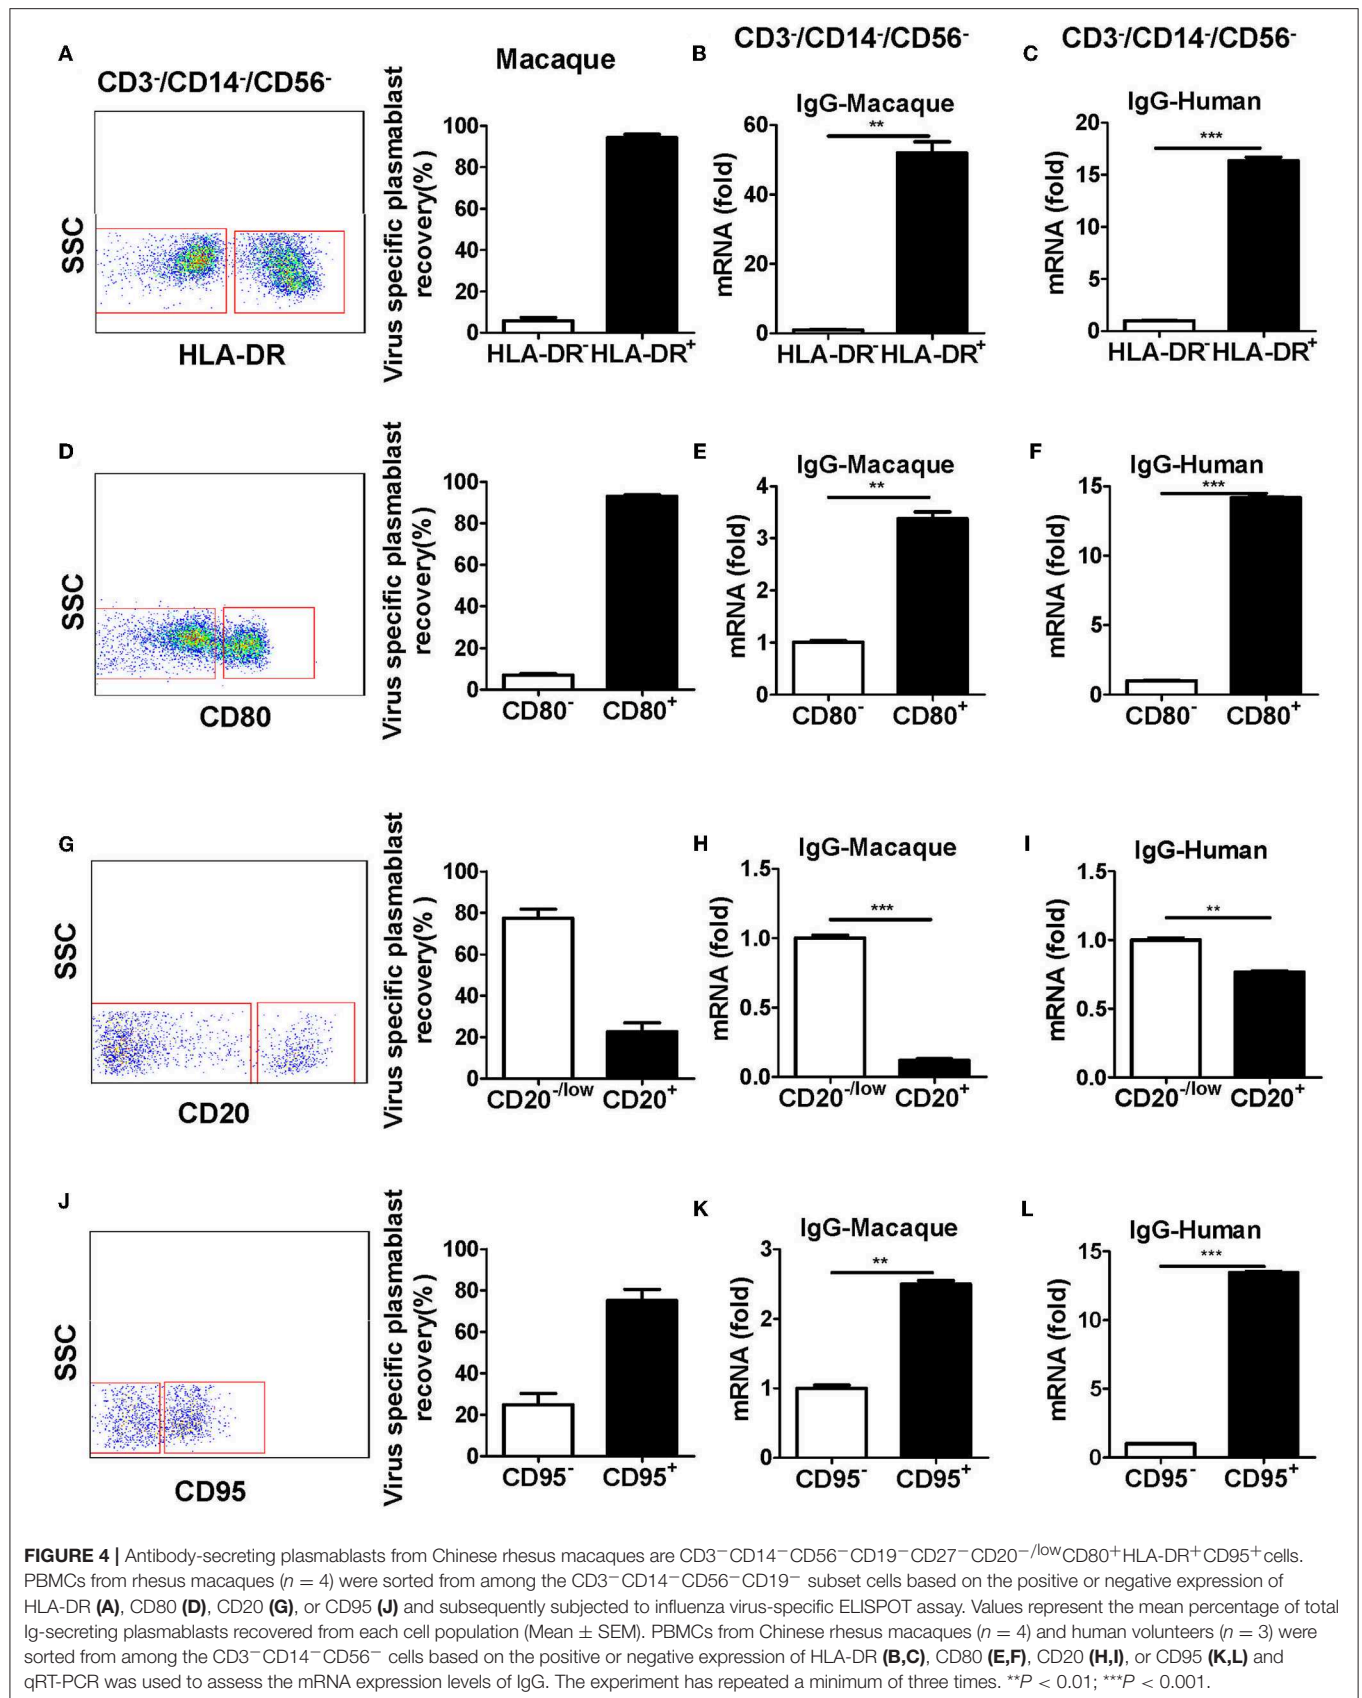 A
CD3⁻/CD14⁻/CD56⁻
SSC
HLA-DR
Macaque
Virus specific plasmablast
recovery(%)
100
80
60
40
20
0
HLA-DR⁻ HLA-DR⁺
B
CD3⁻/CD14⁻/CD56⁻
IgG-Macaque
**
mRNA (fold)
60
40
20
0
HLA-DR⁻ HLA-DR⁺
C
CD3⁻/CD14⁻/CD56⁻
IgG-Human
***
mRNA (fold)
20
15
10
5
0
HLA-DR⁻ HLA-DR⁺
D
SSC
CD80
Virus specific plasmablast
recovery(%)
100
80
60
40
20
0
CD80⁻ CD80⁺
E
IgG-Macaque
**
mRNA (fold)
4
3
2
1
0
CD80⁻ CD80⁺
F
IgG-Human
***
mRNA (fold)
15
10
5
0
CD80⁻ CD80⁺
G
SSC
CD20
Virus specific plasmablast
recovery(%)
100
80
60
40
20
0
CD20⁻/low CD20⁺
H
IgG-Macaque
***
mRNA (fold)
1.5
1.0
0.5
0.0
CD20⁻/low CD20⁺
I
IgG-Human
**
mRNA (fold)
1.5
1.0
0.5
0.0
CD20⁻/low CD20⁺
J
SSC
CD95
Virus specific plasmablast
recovery(%)
100
80
60
40
20
0
CD95⁻ CD95⁺
K
IgG-Macaque
**
mRNA (fold)
3
2
1
0
CD95⁻ CD95⁺
L
IgG-Human
***
mRNA (fold)
15
10
5
0
CD95⁻ CD95⁺
FIGURE 4 | Antibody-secreting plasmablasts from Chinese rhesus macaques are CD3−CD14−CD56−CD19−CD27−CD20−/lowCD80+HLA-DR+CD95+cells.
PBMCs from rhesus macaques (n = 4) were sorted from among the CD3−CD14−CD56−CD19− subset cells based on the positive or negative expression of
HLA-DR (A), CD80 (D), CD20 (G), or CD95 (J) and subsequently subjected to influenza virus-specific ELISPOT assay. Values represent the mean percentage of total
Ig-secreting plasmablasts recovered from each cell population (Mean ± SEM). PBMCs from Chinese rhesus macaques (n = 4) and human volunteers (n = 3) were
sorted from among the CD3−CD14−CD56− cells based on the positive or negative expression of HLA-DR (B,C), CD80 (E,F), CD20 (H,I), or CD95 (K,L) and
qRT-PCR was used to assess the mRNA expression levels of IgG. The experiment has repeated a minimum of three times. **P < 0.01; ***P < 0.001.